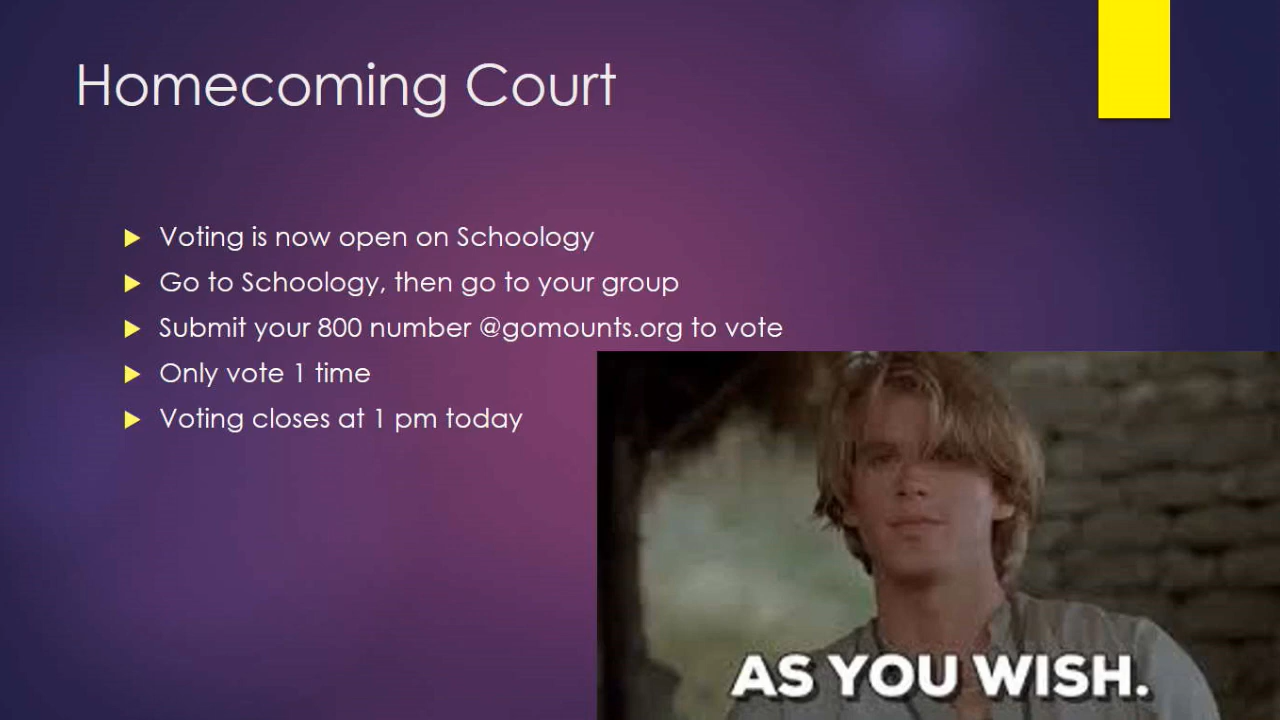 Homecoming Court
Voting is now open on Schoology
Go to Schoology, then go to your group
Submit your 800 number @gomounts.org to vote
Only vote 1 time
Voting closes at 1 pm today
AS YOU WISH.